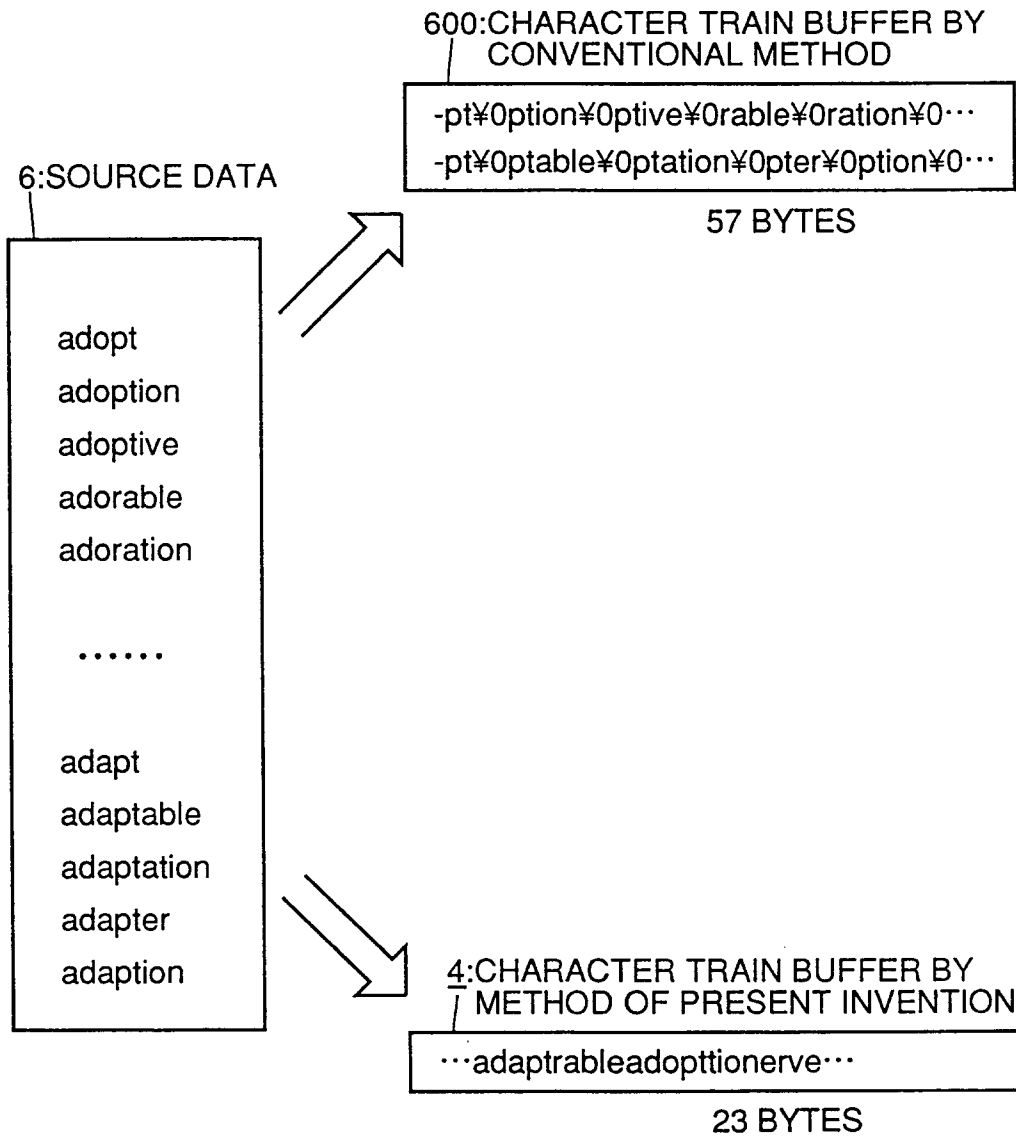 600:CHARACTER TRAIN BUFFER BY
CONVENTIONAL METHOD
-pt¥0ption¥0ptive¥0rable¥0ration¥0···
-pt¥0ptable¥0ptation¥0pter¥0ption¥0···
57 BYTES
6:SOURCE DATA
adopt
adoption
adoptive
adorable
adoration
······
adapt
adaptable
adaptation
adapter
adaption
4:CHARACTER TRAIN BUFFER BY
METHOD OF PRESENT INVENTION
···adaptrableadopttionerve···
23 BYTES